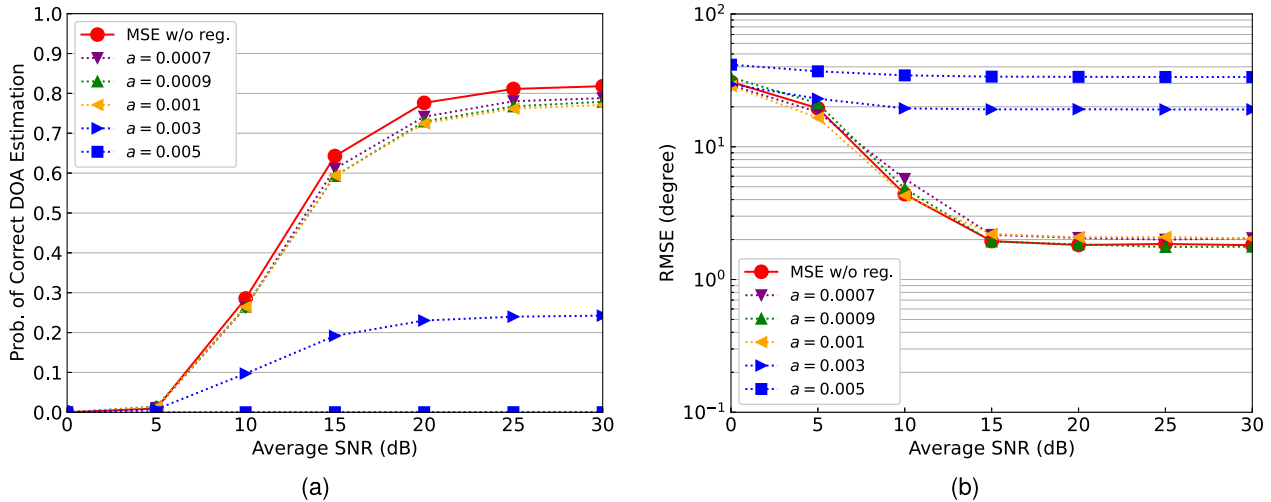 1.0
0.9
0.8
0.7
0.6
0.5
0.4
0.3
0.2
0.1
0.0
Prob. of Correct DOA Estimation
MSE w/o reg.
a = 0.0007
a = 0.0009
a = 0.001
a = 0.003
a = 0.005
0 5 10 15 20 25 30
Average SNR (dB)
(a)
10²
10¹
10⁰
10⁻¹
RMSE (degree)
MSE w/o reg.
a = 0.0007
a = 0.0009
a = 0.001
a = 0.003
a = 0.005
0 5 10 15 20 25 30
Average SNR (dB)
(b)